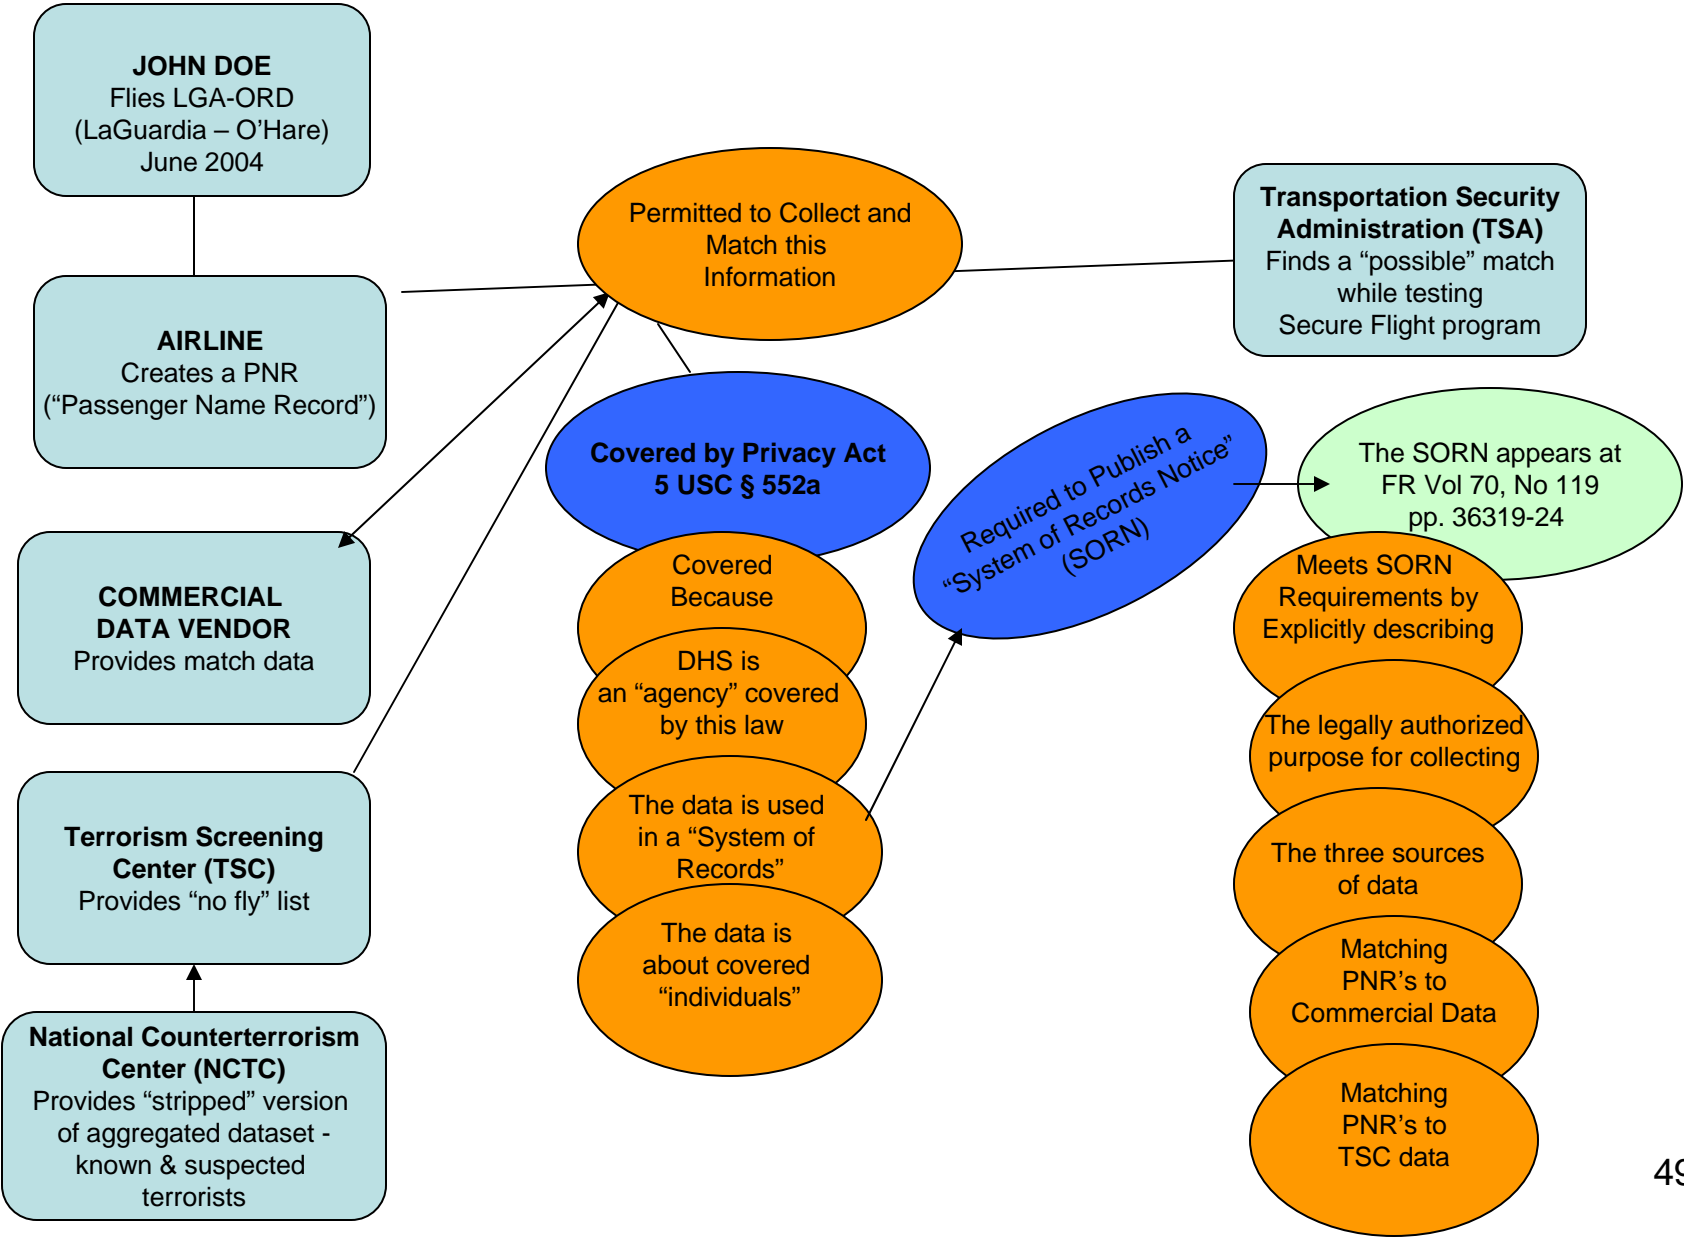 JOHN DOE
Flies LGA-ORD
(LaGuardia – O’Hare)
June 2004
AIRLINE
Creates a PNR
(“Passenger Name Record”)
COMMERCIAL
DATA VENDOR
Provides match data
Terrorism Screening
Center (TSC)
Provides “no fly” list
National Counterterrorism
Center (NCTC)
Provides “stripped” version
of aggregated dataset -
known & suspected
terrorists
Permitted to Collect and
Match this
Information
Covered by Privacy Act
5 USC § 552a
Covered
Because
DHS is
an “agency” covered
by this law
The data is used
in a “System of
Records”
The data is
about covered
“individuals”
Required to Publish a
“System of Records Notice”
(SORN)
Transportation Security
Administration (TSA)
Finds a “possible” match
while testing
Secure Flight program
The SORN appears at
FR Vol 70, No 119
pp. 36319-24
Meets SORN
Requirements by
Explicitly describing
The legally authorized
purpose for collecting
The three sources
of data
Matching
PNR’s to
Commercial Data
Matching
PNR’s to
TSC data
49